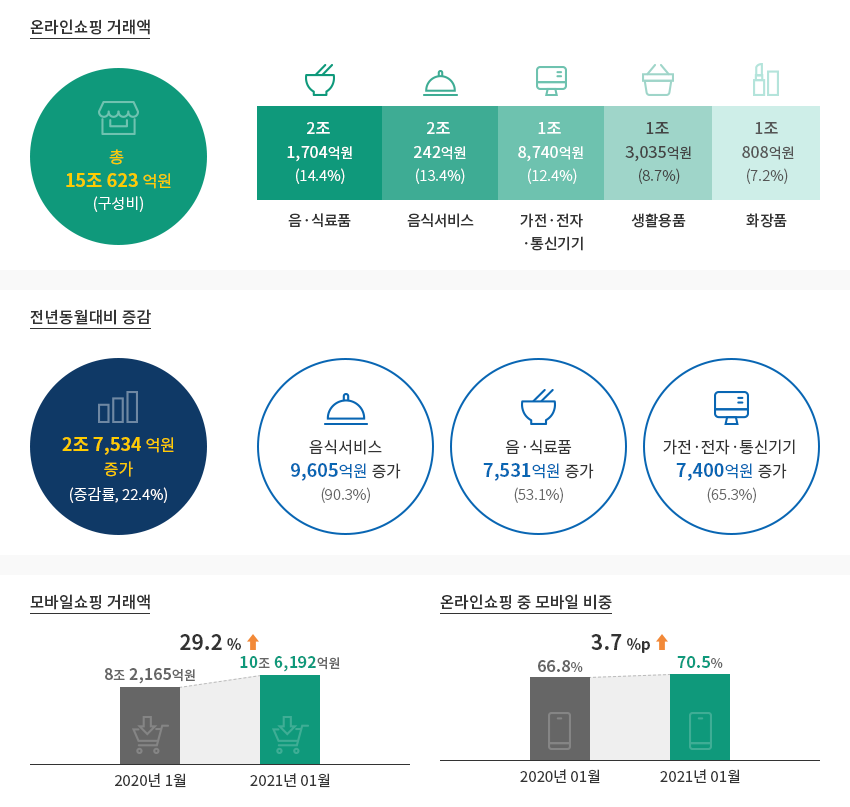 온라인쇼핑 거래액
총
15조 623 억원
(구성비)
2조
1,704억원
(14.4%)
음·식료품
2조
242억원
(13.4%)
음식서비스
1조
8,740억원
(12.4%)
가전·전자
·통신기기
1조
3,035억원
(8.7%)
생활용품
1조
808억원
(7.2%)
화장품
전년동월대비 증감
2조 7,534 억원
증가
(증감률, 22.4%)
음식서비스
9,605억원 증가
(90.3%)
음·식료품
7,531억원 증가
(53.1%)
가전·전자·통신기기
7,400억원 증가
(65.3%)
모바일쇼핑 거래액
29.2 %
8조 2,165억원
10조 6,192억원
2020년 1월
2021년 01월
온라인쇼핑 중 모바일 비중
3.7 %p
66.8%
70.5%
2020년 01월
2021년 01월